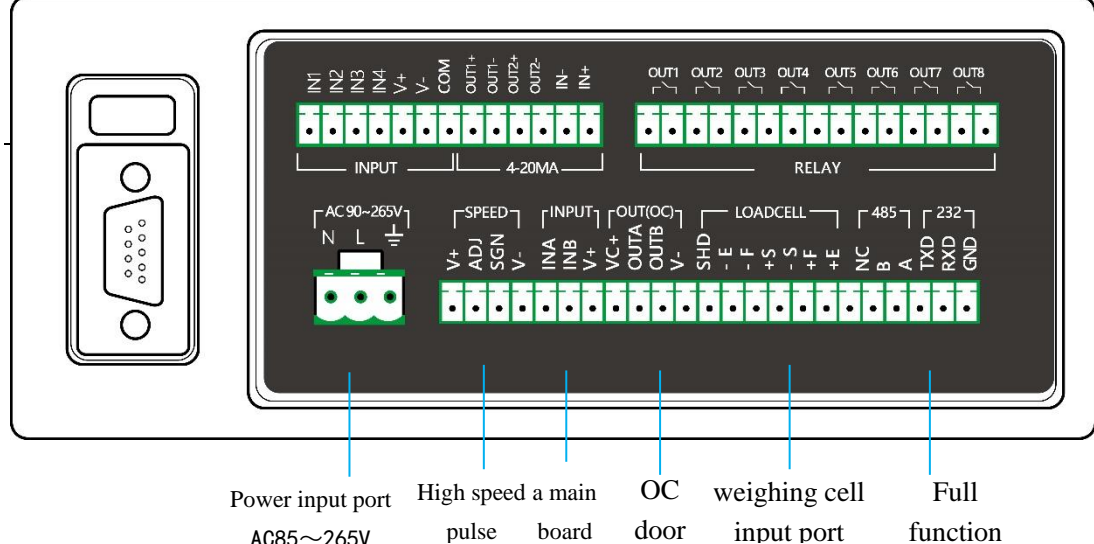 IN1 IN2 IN3 IN4 V+ V- COM OUT1+ OUT1- OUT2+ OUT2- IN- IN+
OUT1 OUT2 OUT3 OUT4 OUT5 OUT6 OUT7 OUT8
INPUT 4-20MA RELAY
AC 90~265V SPEED INPUT OUT(OC) LOADCELL 485 232
N L
V+ ADJ SGN V- INA INB V+ VC+ OUTA OUTB V- SHD - E - F +S - S +F +E NC B A TXD RXD GND
Power input port High speed a main OC weighing cell Full
AC85~265V pulse board door input port function